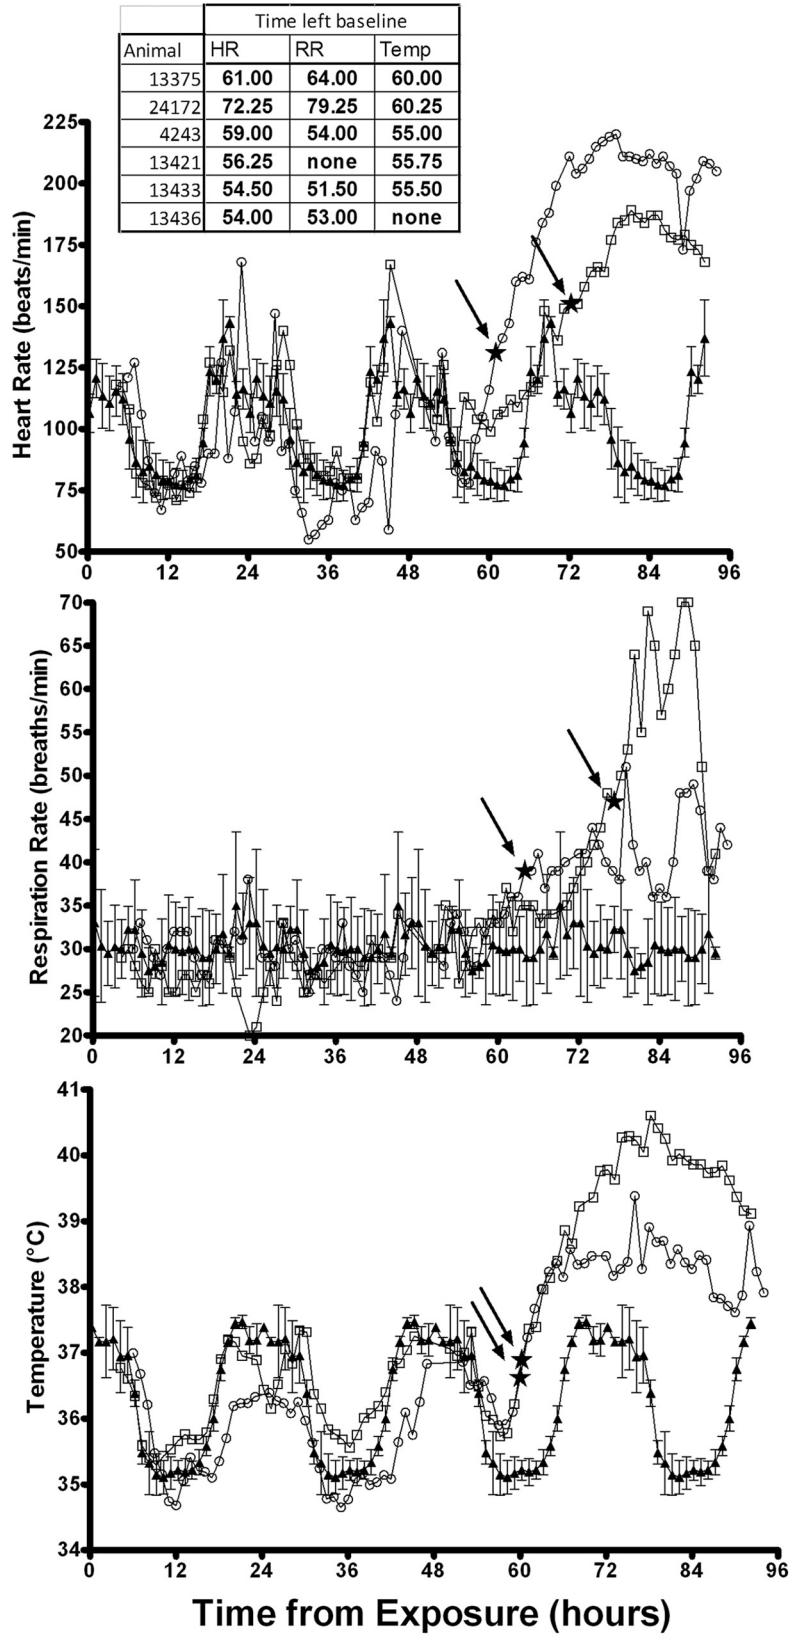 Time left baseline
Animal HR RR Temp
13375 61.00 64.00 60.00
24172 72.25 79.25 60.25
4243 59.00 54.00 55.00
13421 56.25 none 55.75
13433 54.50 51.50 55.50
13436 54.00 53.00 none
Heart Rate (beats/min)
225
200
175
150
125
100
75
50
0 12 24 36 48 60 72 84 96
Respiration Rate (breaths/min)
70
65
60
55
50
45
40
35
30
25
20
0 12 24 36 48 60 72 84 96
Temperature (°C)
41
40
39
38
37
36
35
34
0 12 24 36 48 60 72 84 96
Time from Exposure (hours)